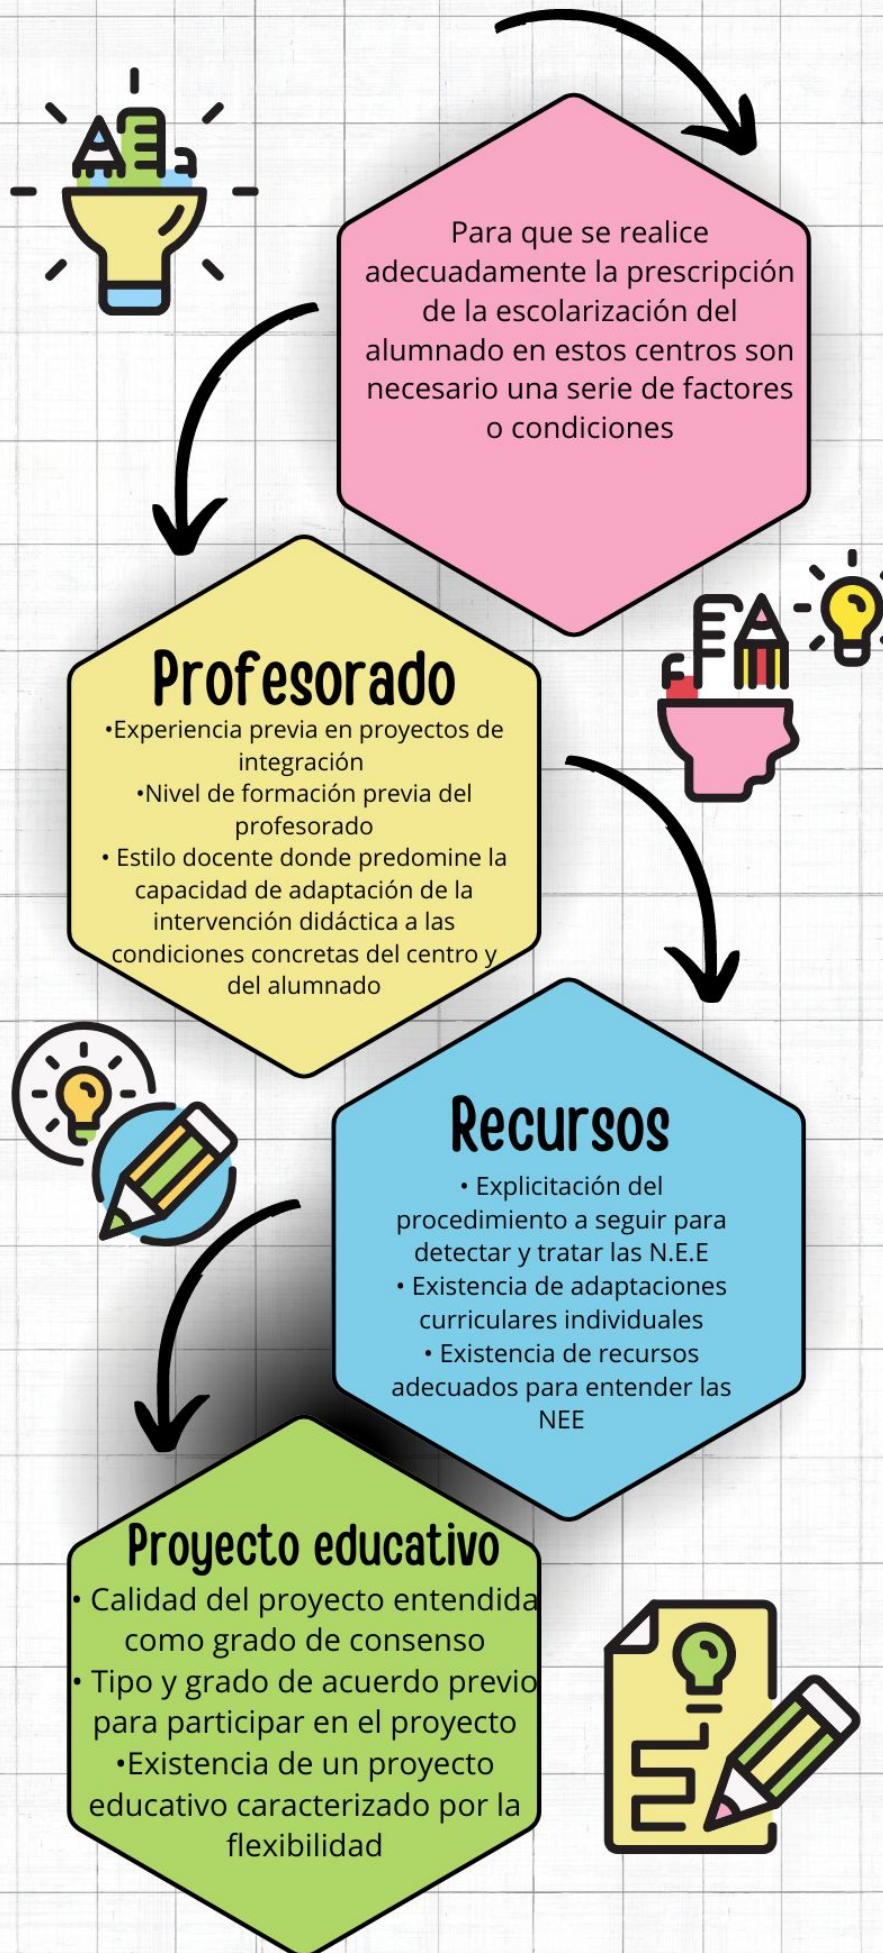 Para que se realice
adecuadamente la prescripción
de la escolarización del
alumnado en estos centros son
necesario una serie de factores
o condiciones
Profesorado
•Experiencia previa en proyectos de
integración
•Nivel de formación previa del
profesorado
• Estilo docente donde predomine la
capacidad de adaptación de la
intervención didáctica a las
condiciones concretas del centro y
del alumnado
Recursos
• Explicitación del
procedimiento a seguir para
detectar y tratar las N.E.E
• Existencia de adaptaciones
curriculares individuales
• Existencia de recursos
adecuados para entender las
NEE
Proyecto educativo
• Calidad del proyecto entendida
como grado de consenso
• Tipo y grado de acuerdo previo
para participar en el proyecto
•Existencia de un proyecto
educativo caracterizado por la
flexibilidad